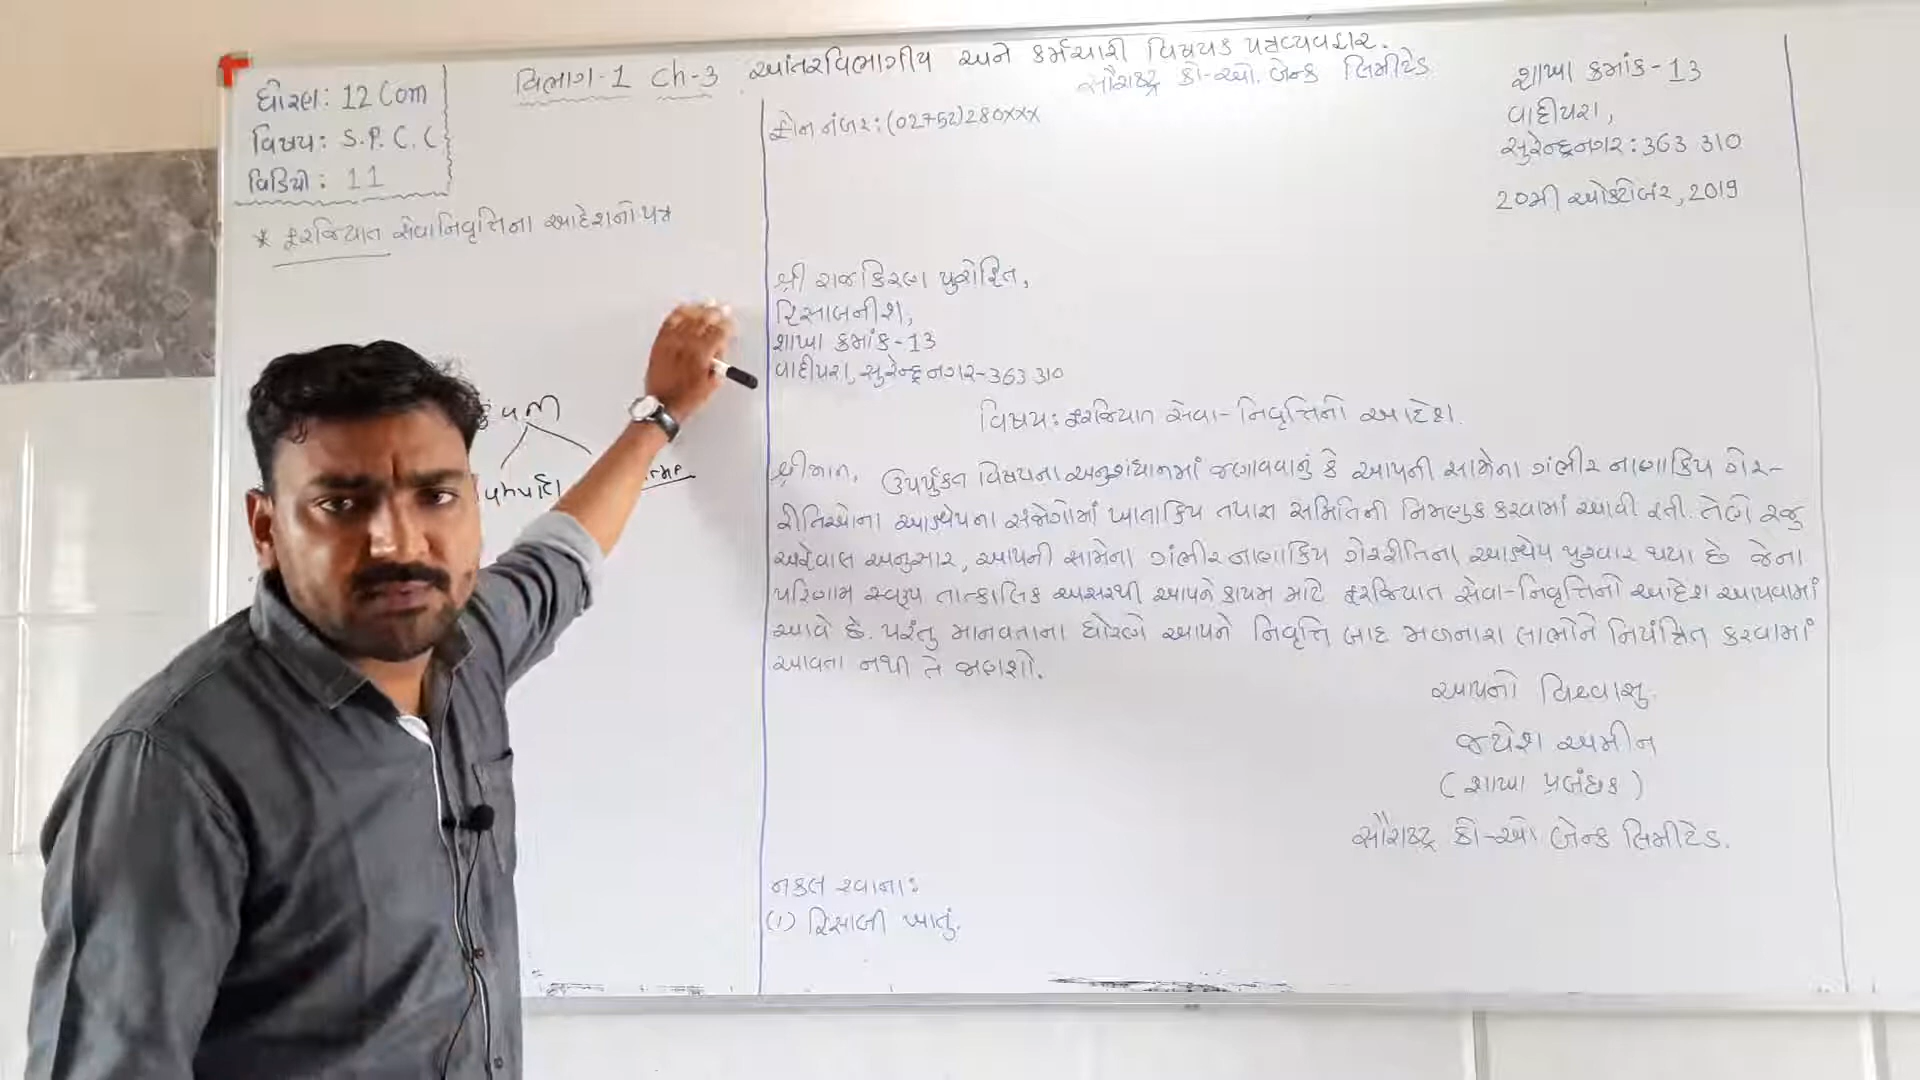 ધોરણ: 12 Com
વિષય: S.P.C.C
વિડિયો: 11
વિભાગ-1 Ch-3 આંતરવિભાગીય અને કર્મચારી વિષયક પત્રવ્યવહાર.
* ફરજિયાત સેવાનિવૃત્તિના આદેશનો પત્ર
કંપની
સૌરાષ્ટ્ર કો-ઓ. બેન્ક લિમીટેડ
ફોન નંબર: (02752)280xxx
શાખા ક્રમાંક-13
વાદીપરા,
સુરેન્દ્રનગર: 363 310
20મી ઓક્ટોબર, 2019
શ્રી રાજકિરણ પુરોહિત,
હિસાબનીશ,
શાખા ક્રમાંક-13
વાદીપરા, સુરેન્દ્રનગર-363 310
વિષય: ફરજિયાત સેવા-નિવૃત્તિનો આદેશ.
શ્રીમાન, ઉપર્યુક્ત વિષયના અનુસંધાનમાં જણાવવાનું કે આપની સામેના ગંભીર નાણાકિય ગેર-
રીતિઓના આક્ષેપના સંજોગોમાં ખાતાકિય તપાસ સમિતિની નિમણુક કરવામાં આવી હતી. તેણે રજુ
અહેવાલ અનુસાર, આપની સામેના ગંભીર નાણાકિય ગેરરીતિના આક્ષેપ પુરવાર થયા છે જેના
પરિણામ સ્વરૂપ તાત્કાલિક અસરથી આપને કાયમ માટે ફરજિયાત સેવા-નિવૃત્તિનો આદેશ આપવામાં
આવે છે. પરંતુ માનવતાના ધોરણે આપને નિવૃત્તિ બાદ મળનારા લાભોને નિયંત્રિત કરવામાં
આવતા નથી તે જાણશો.
આપનો વિશ્વાસુ
જયેશ અમીન
(શાખા પ્રબંધક)
સૌરાષ્ટ્ર કો-ઓ બેન્ક લિમીટેડ.
નકલ રવાના:
(1) હિસાબી ખાતું.